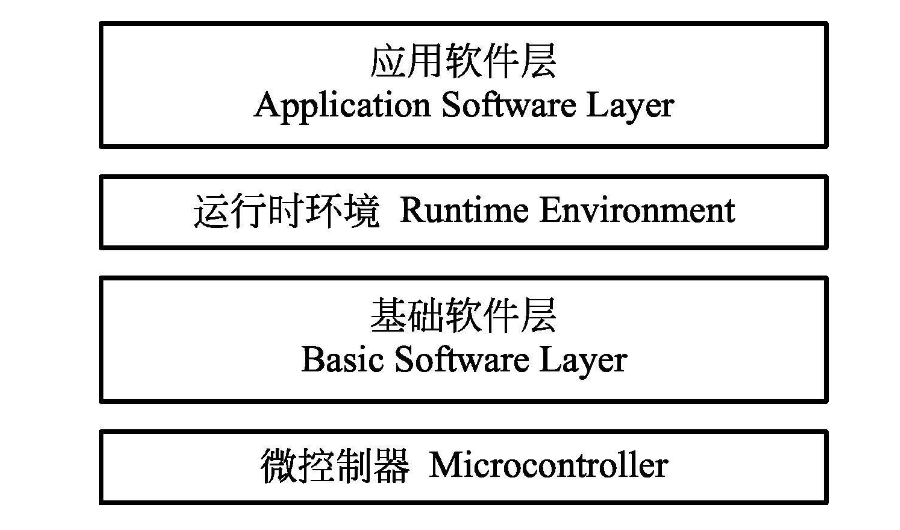 应用软件层
Application Software Layer
运行时环境 Runtime Environment
基础软件层
Basic Software Layer
微控制器 Microcontroller